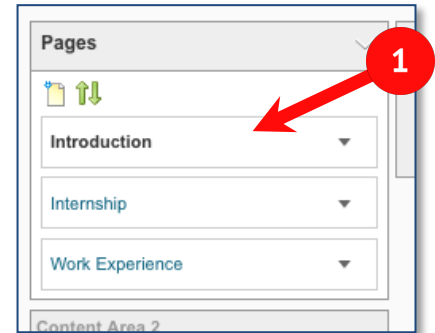 Pages
1
Introduction
Internship
Work Experience
Content Area 2